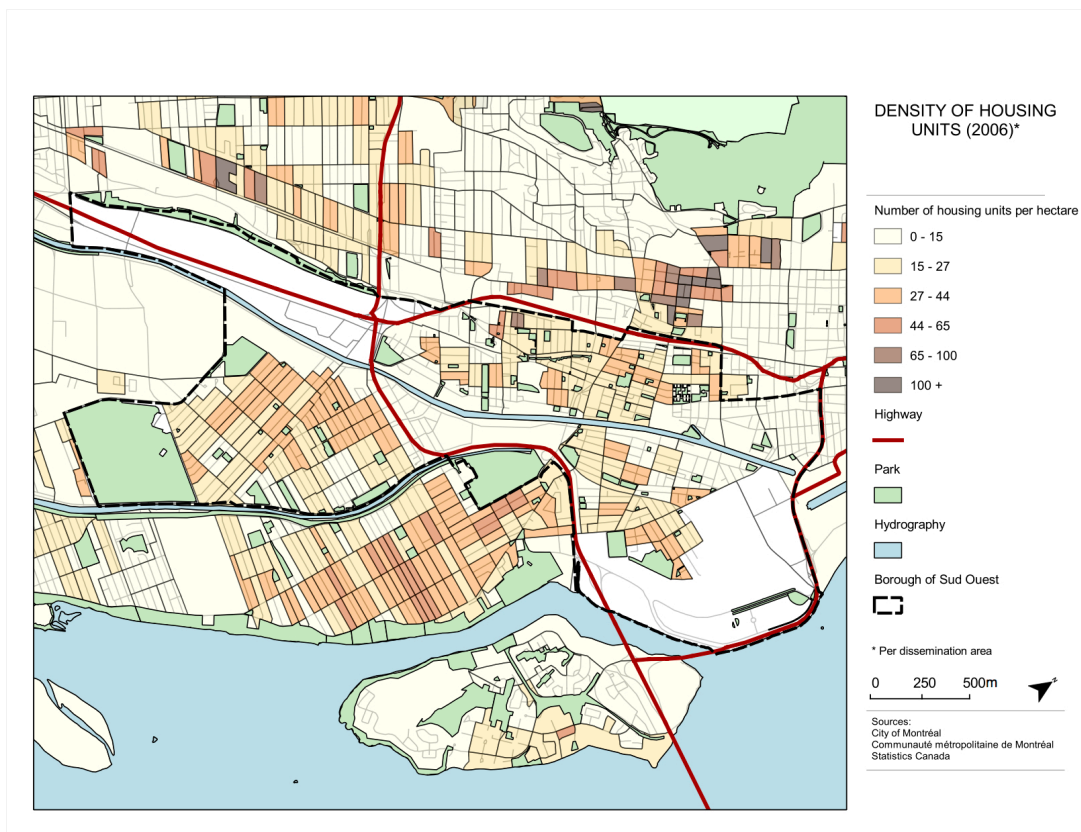 DENSITY OF HOUSING
UNITS (2006)*
Number of housing units per hectare
0 - 15
15 - 27
27 - 44
44 - 65
65 - 100
100 +
Highway
Park
Hydrography
Borough of Sud Ouest
* Per dissemination area
0 250 500m
N
Sources:
City of Montréal
Communauté métropolitaine de Montréal
Statistics Canada